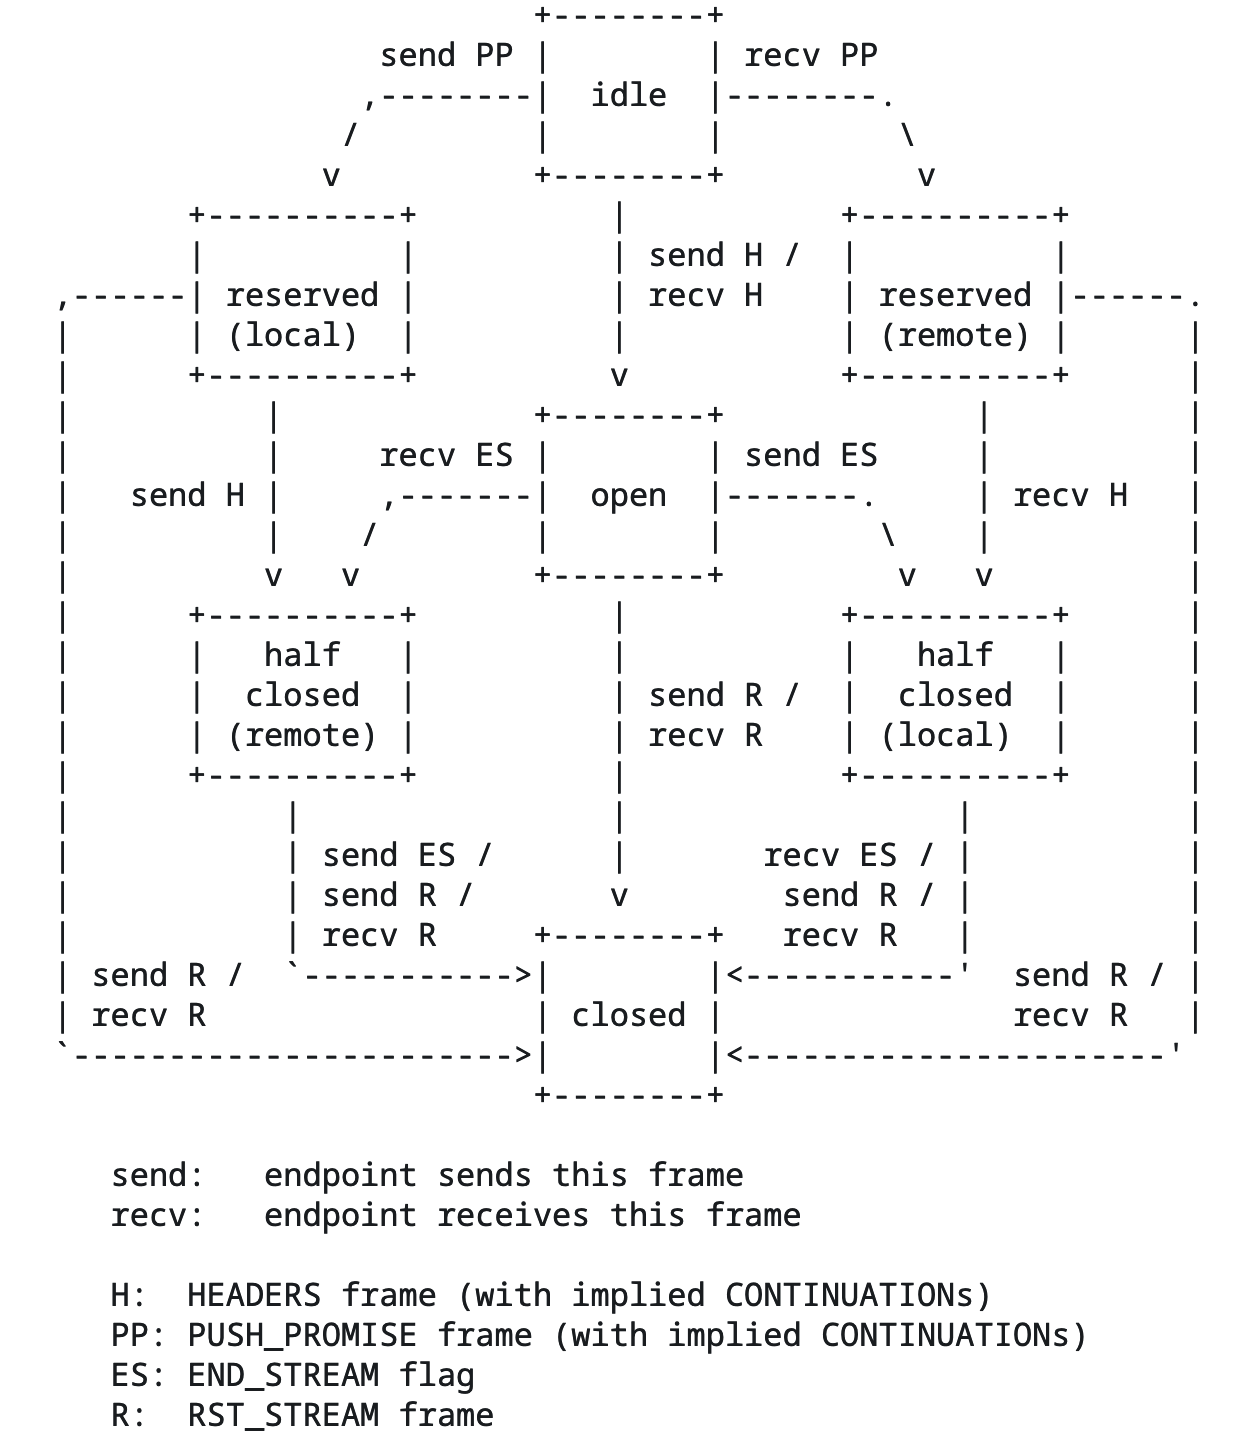 +--------+
                 send PP |        | recv PP
                ,--------|  idle  |--------.
               /         |        |         \
              v          +--------+          v
       +----------+          |           +----------+
       |          |          | send H /  |          |
,------| reserved |          | recv H    | reserved |------.
|      | (local)  |          |           | (remote) |      |
|      +----------+          v           +----------+      |
|          |             +--------+             |          |
|          |     recv ES |        | send ES     |          |
|   send H |     ,-------|  open  |-------.     | recv H   |
|          |    /        |        |        \    |          |
|          v   v         +--------+         v   v          |
|      +----------+          |           +----------+      |
|      |   half   |          |           |   half   |      |
|      |  closed  |          | send R /  |  closed  |      |
|      | (remote) |          | recv R    | (local)  |      |
|      +----------+          |           +----------+      |
|           |                |                 |           |
|           | send ES /      |       recv ES / |           |
|           | send R /       v        send R / |           |
|           | recv R     +--------+   recv R   |           |
| send R /  `----------->|        |<-----------'  send R / |
| recv R                 | closed |               recv R   |
`----------------------->|        |<----------------------'
                         +--------+

   send:   endpoint sends this frame
   recv:   endpoint receives this frame

   H:  HEADERS frame (with implied CONTINUATIONs)
   PP: PUSH_PROMISE frame (with implied CONTINUATIONs)
   ES: END_STREAM flag
   R:  RST_STREAM frame